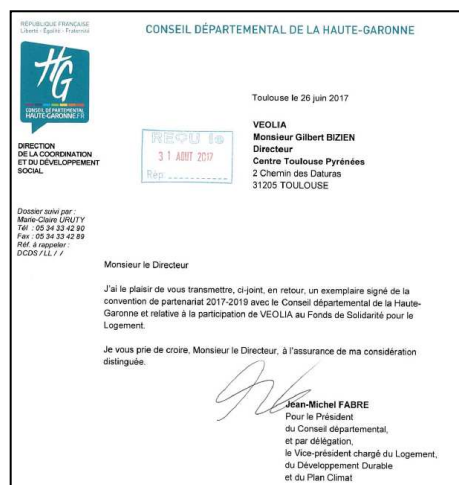 RÉPUBLIQUE FRANÇAISE
Liberté - Égalité - Fraternité
CONSEIL DÉPARTEMENTAL DE LA HAUTE-GARONNE
HG
CONSEIL DÉPARTEMENTAL
HAUTE-GARONNE.FR
DIRECTION
DE LA COORDINATION
ET DU DÉVELOPPEMENT
SOCIAL
Dossier suivi par :
Marie-Claire URUTY
Tél : 05 34 33 42 90
Fax : 05 34 33 42 89
Réf. à rappeler :
DCDS / LL / /
REÇU le
31 AOUT 2017
Rép
Toulouse le 26 juin 2017
VEOLIA
Monsieur Gilbert BIZIEN
Directeur
Centre Toulouse Pyrénées
2 Chemin des Daturas
31205 TOULOUSE
Monsieur le Directeur
J'ai le plaisir de vous transmettre, ci-joint, en retour, un exemplaire signé de la
convention de partenariat 2017-2019 avec le Conseil départemental de la Haute-
Garonne et relative à la participation de VEOLIA au Fonds de Solidarité pour le
Logement.
Je vous prie de croire, Monsieur le Directeur, à l'assurance de ma considération
distinguée.
Jean-Michel FABRE
Pour le Président
du Conseil départemental,
et par délégation,
le Vice-président chargé du Logement,
du Développement Durable
et du Plan Climat